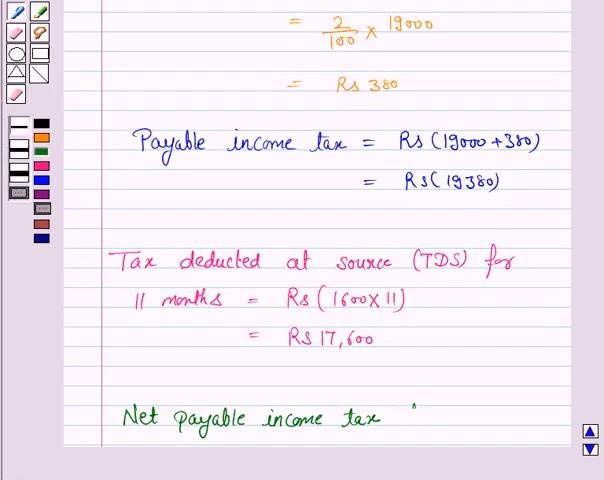 = 2/100 × 19000
= Rs 380
Payable income tax = Rs (19000 + 380)
= Rs( 19380)
Tax deducted at source (TDS) for
11 months = Rs ( 1600 × 11)
= Rs 17,600
Net payable income tax